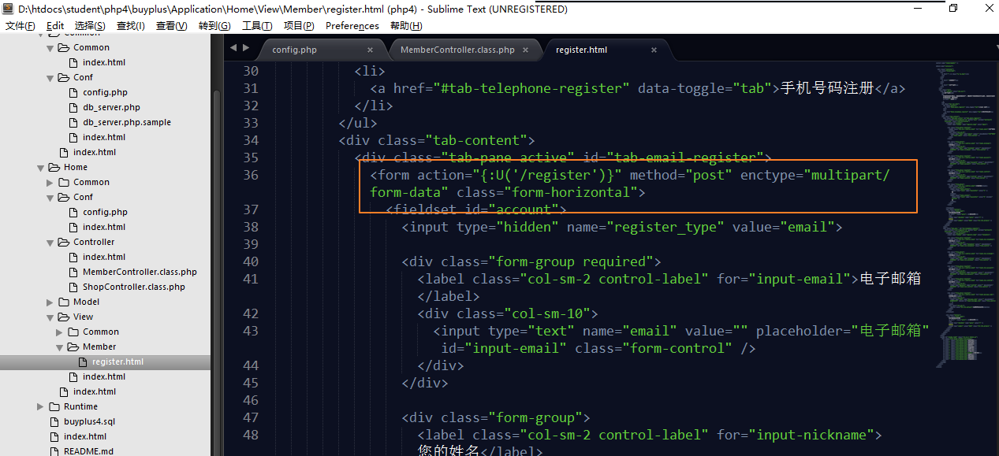 D:\htdocs\student\php4\buyplus\Application\Home\View\Member\register.html (php4) - Sublime Text (UNREGISTERED)
文件(F) Edit 选择(S) 查找(I) 查看(V) 转到(G) 工具(T) 项目(P) Preferences 帮助(H)
Common
Common
index.html
Conf
config.php
db_server.php
db_server.php.sample
index.html
index.html
Home
Common
Conf
config.php
index.html
Controller
index.html
MemberController.class.php
ShopController.class.php
Model
View
Common
Member
register.html
index.html
index.html
Runtime
buyplus4.sql
index.html
README.md
config.php × MemberController.class.php × register.html ×
30 <li>
31 <a href="#tab-telephone-register" data-toggle="tab">手机号码注册</a>
32 </li>
33 </ul>
34 <div class="tab-content">
35 <div class="tab-pane active" id="tab-email-register">
36 <form action="{:U('/register')}" method="post" enctype="multipart/
form-data" class="form-horizontal">
37 <fieldset id="account">
38 <input type="hidden" name="register_type" value="email">
39
40 <div class="form-group required">
41 <label class="col-sm-2 control-label" for="input-email">电子邮箱
</label>
42 <div class="col-sm-10">
43 <input type="text" name="email" value="" placeholder="电子邮箱"
id="input-email" class="form-control" />
44 </div>
45 </div>
46
47 <div class="form-group">
48 <label class="col-sm-2 control-label" for="input-nickname">
您的姓名</label>